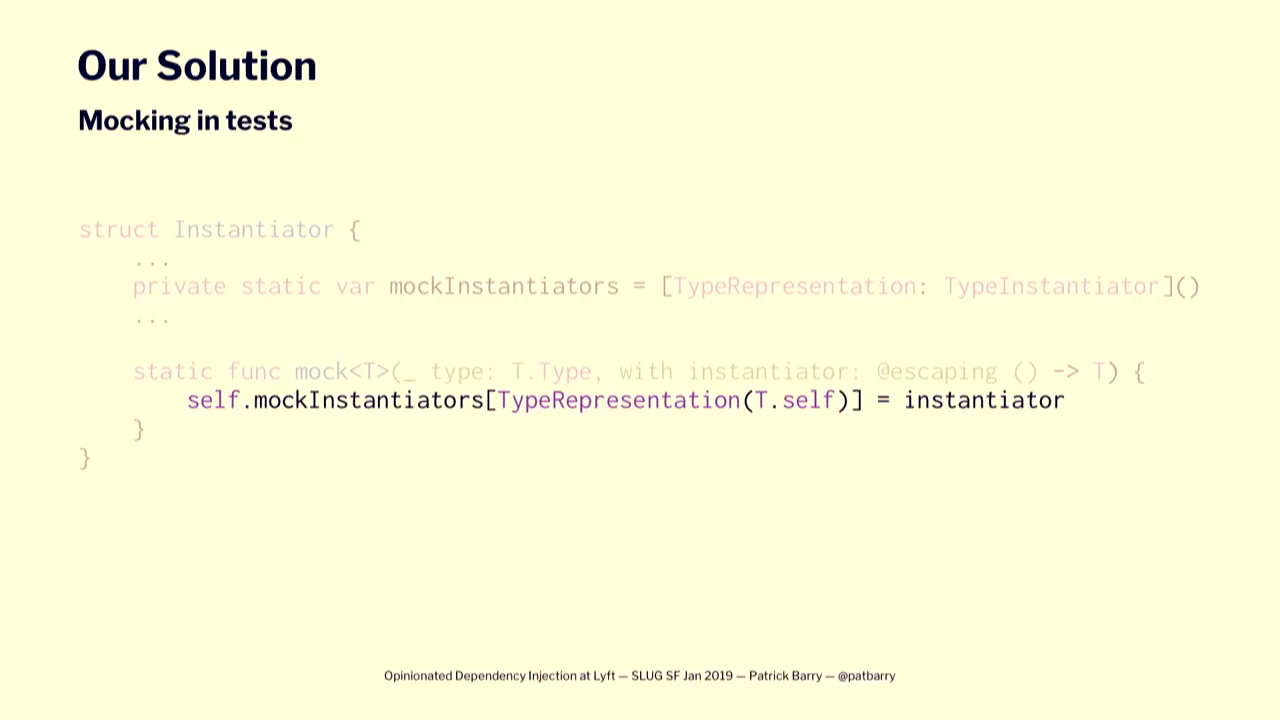 Our Solution
Mocking in tests
struct Instantiator {
    ...
    private static var mockInstantiators = [TypeRepresentation: TypeInstantiator]()
    ...
    static func mock<T>(_ type: T.Type, with instantiator: @escaping () -> T) {
        self.mockInstantiators[TypeRepresentation(T.self)] = instantiator
    }
}
Opinionated Dependency Injection at Lyft — SLUG SF Jan 2019 — Patrick Barry — @patbarry